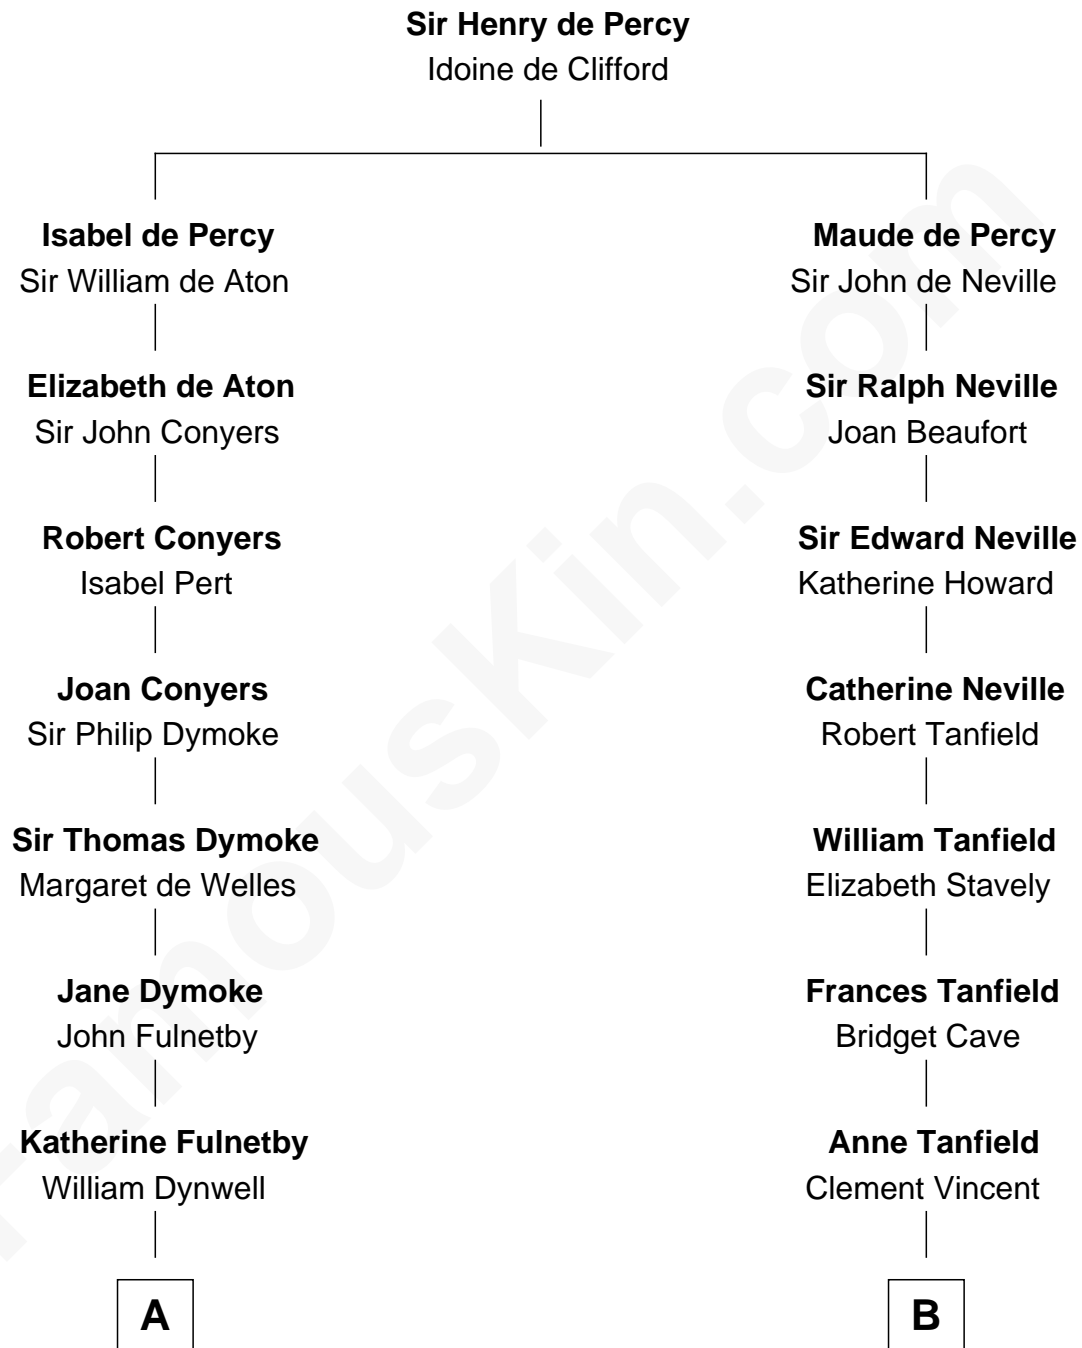 Sir Henry de Percy
Idoine de Clifford
Isabel de Percy
Sir William de Aton
Maude de Percy
Sir John de Neville
Elizabeth de Aton
Sir John Conyers
Sir Ralph Neville
Joan Beaufort
Robert Conyers
Isabel Pert
Sir Edward Neville
Katherine Howard
Joan Conyers
Sir Philip Dymoke
Catherine Neville
Robert Tanfield
Sir Thomas Dymoke
Margaret de Welles
William Tanfield
Elizabeth Stavely
Jane Dymoke
John Fulnetby
Frances Tanfield
Bridget Cave
Katherine Fulnetby
William Dynwell
Anne Tanfield
Clement Vincent
A
B
FamousKin.com